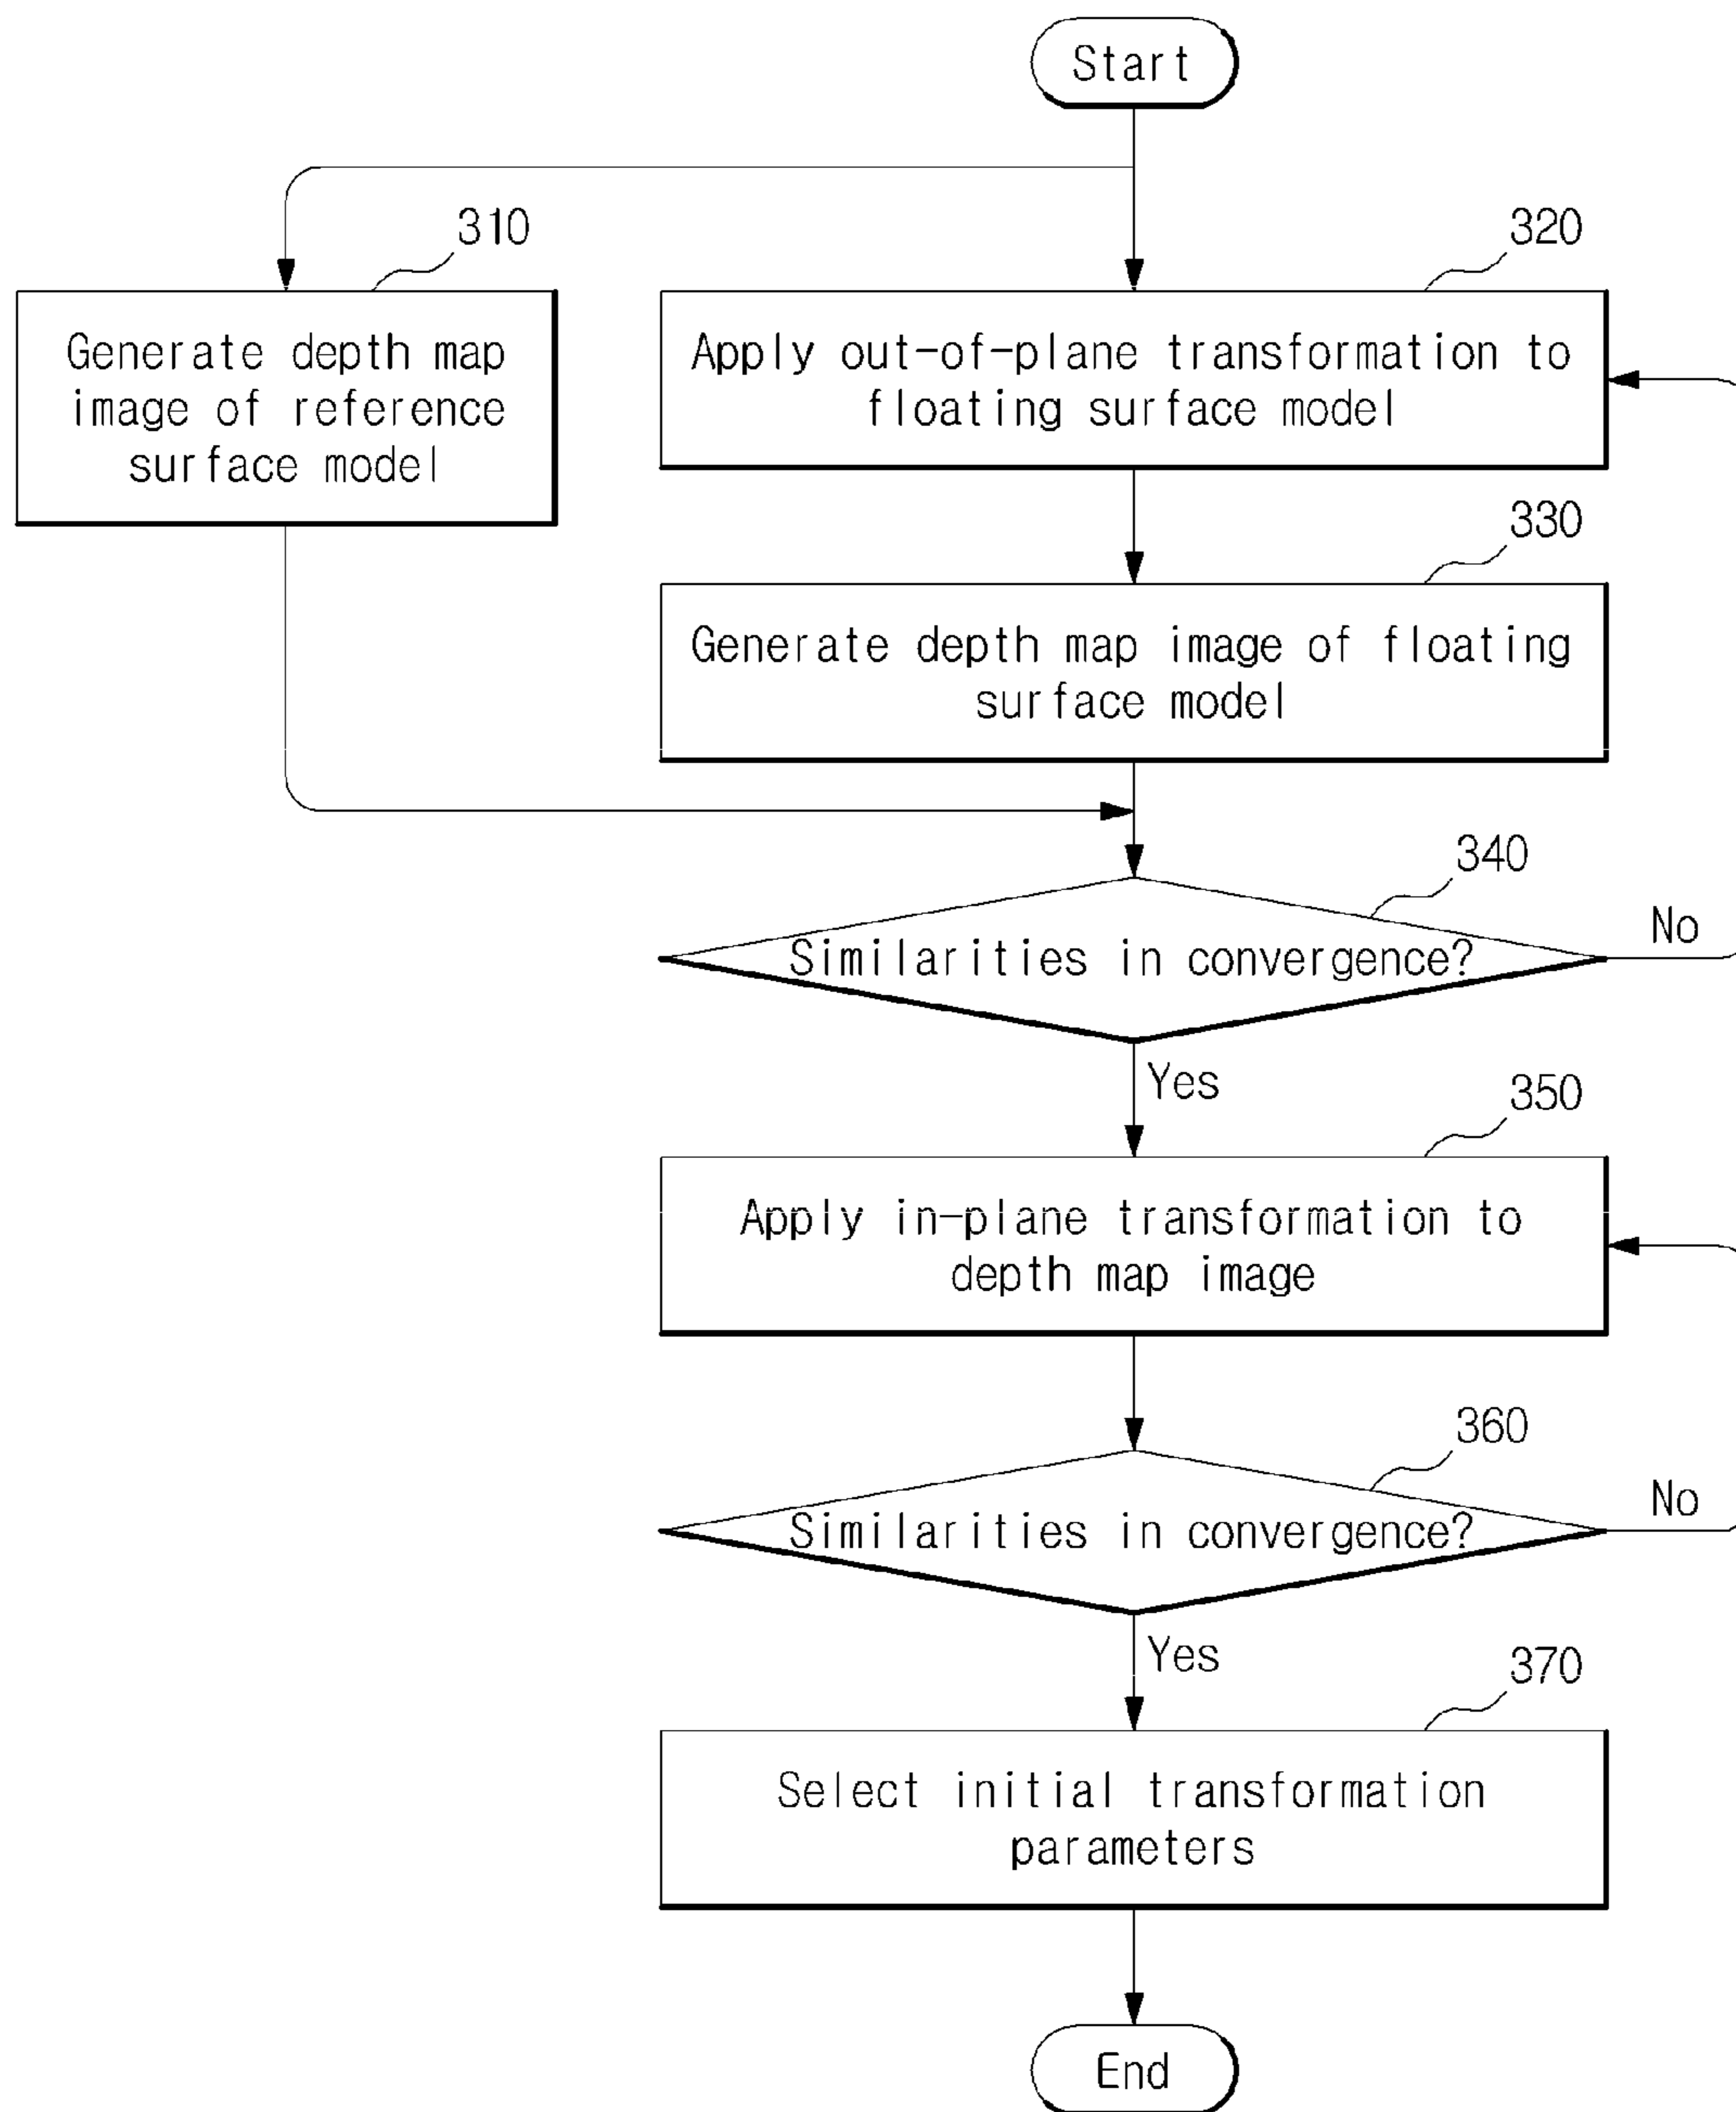 Start
310
Generate depth map
image of reference
surface model
320
Apply out-of-plane transformation to
floating surface model
330
Generate depth map image of floating
surface model
340
Similarities in convergence?
No
Yes
350
Apply in-plane transformation to
depth map image
360
Similarities in convergence?
No
Yes
370
Select initial transformation
parameters
End